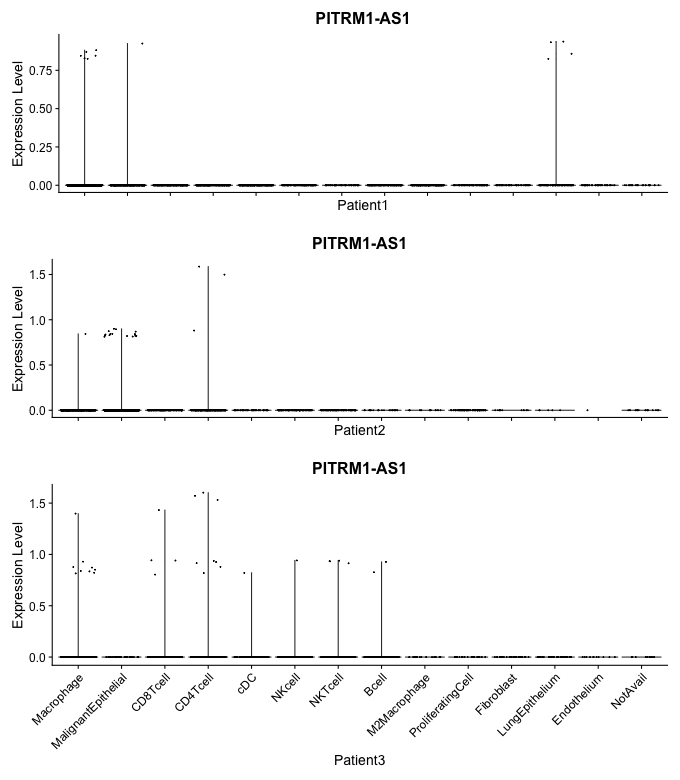 PITRM1-AS1
Expression Level
0.75
0.50
0.25
0.00
Patient1
PITRM1-AS1
Expression Level
1.5
1.0
0.5
0.0
Patient2
PITRM1-AS1
Expression Level
1.5
1.0
0.5
0.0
Macrophage
MalignantEpithelial
CD8Tcell
CD4Tcell
cDC
NKcell
NKTcell
Bcell
M2Macrophage
ProliferatingCell
Fibroblast
LungEpithelium
Endothelium
NotAvail
Patient3